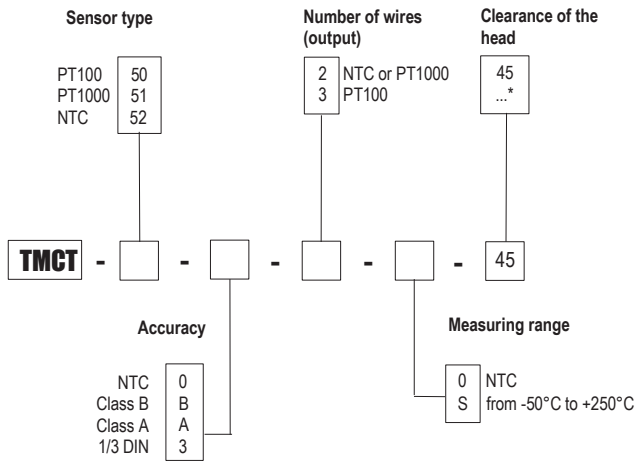 Sensor type
PT100 50
PT1000 51
NTC 52
Number of wires
(output)
2 NTC or PT1000
3 PT100
Clearance of the
head
45
...*
TMCT - - - - - 45
Accuracy
NTC 0
Class B B
Class A A
1/3 DIN 3
Measuring range
0 NTC
S from -50°C to +250°C